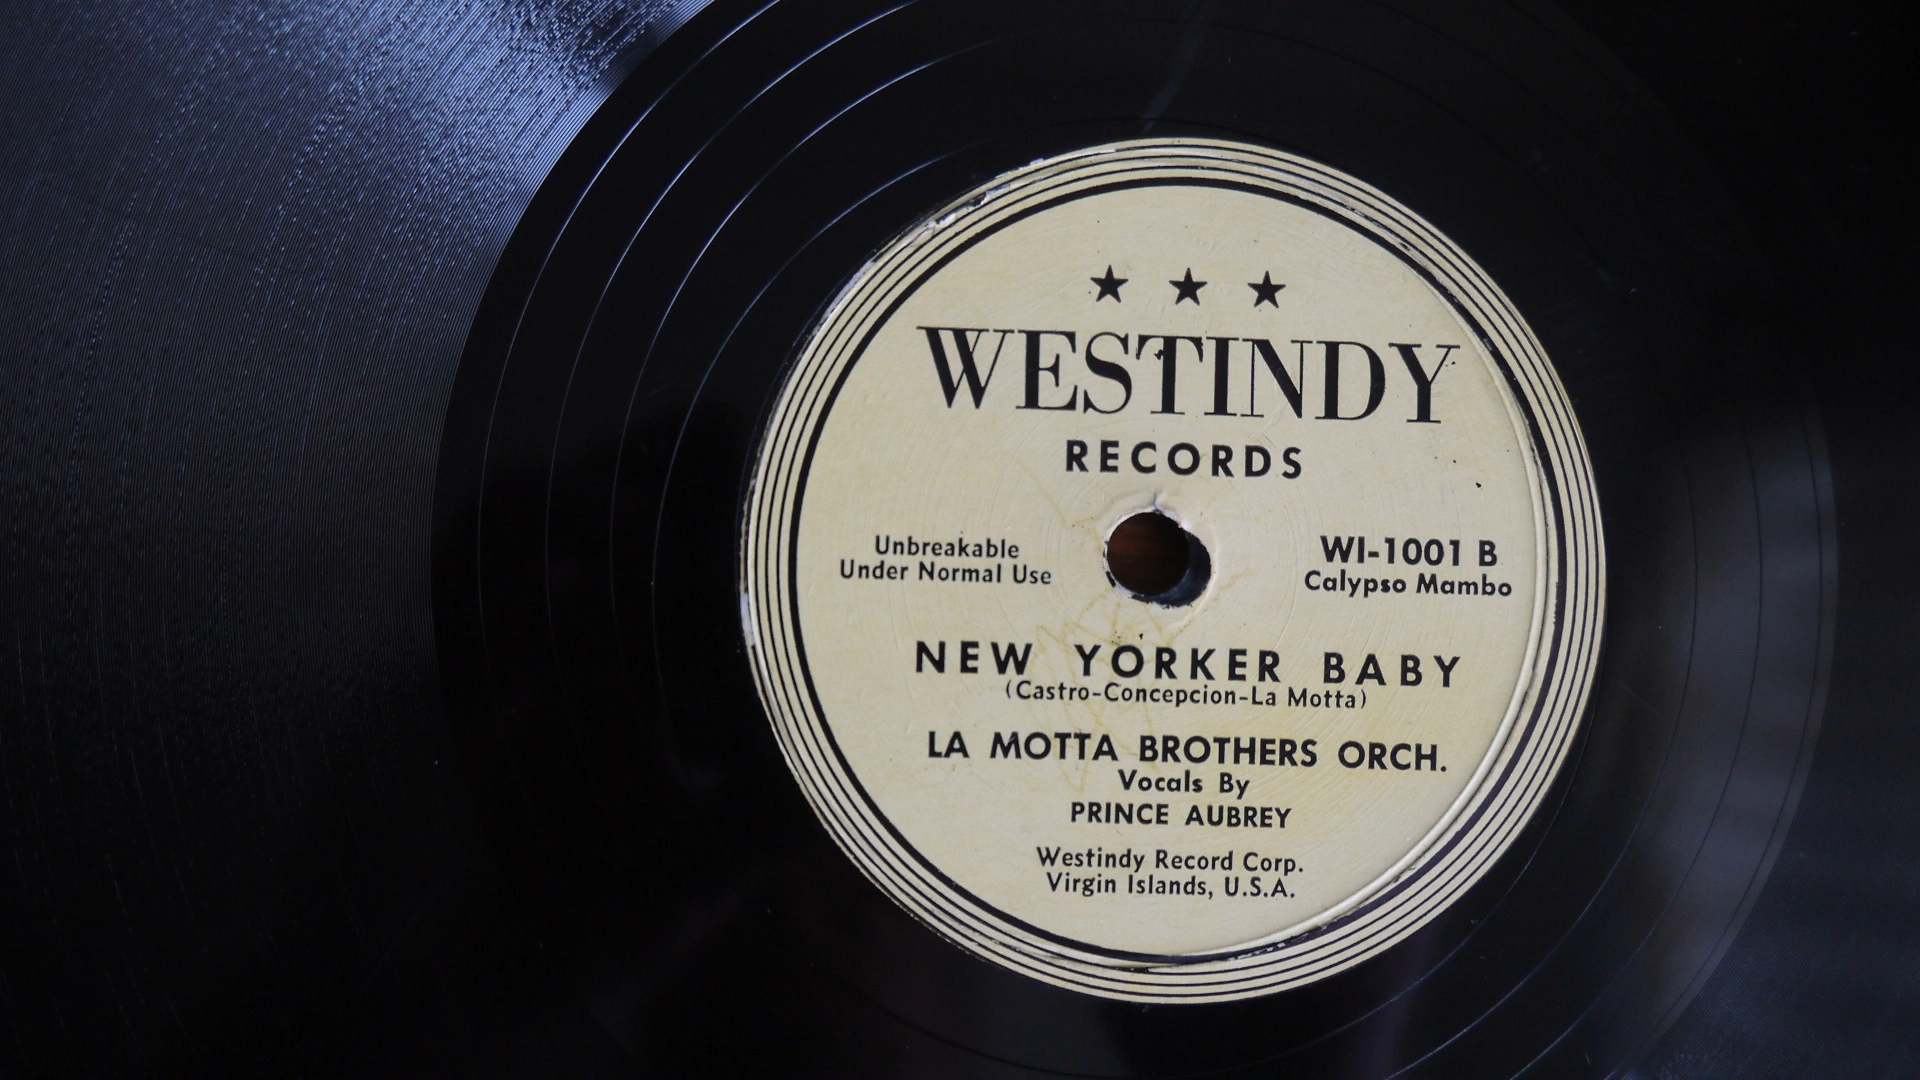 ★ ★ ★
WESTINDY
RECORDS
Unbreakable
Under Normal Use
WI-1001 B
Calypso Mambo
NEW YORKER BABY
(Castro-Concepcion-La Motta)
LA MOTTA BROTHERS ORCH.
Vocals By
PRINCE AUBREY
Westindy Record Corp.
Virgin Islands, U.S.A.